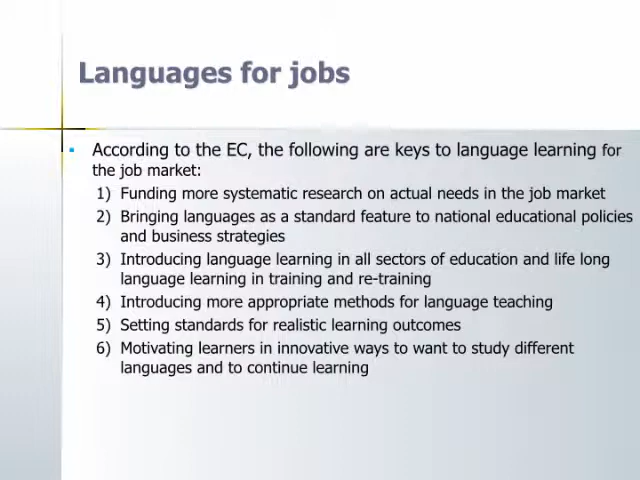 Languages for jobs
According to the EC, the following are keys to language learning for
the job market:
1) Funding more systematic research on actual needs in the job market
2) Bringing languages as a standard feature to national educational policies
and business strategies
3) Introducing language learning in all sectors of education and life long
language learning in training and re-training
4) Introducing more appropriate methods for language teaching
5) Setting standards for realistic learning outcomes
6) Motivating learners in innovative ways to want to study different
languages and to continue learning